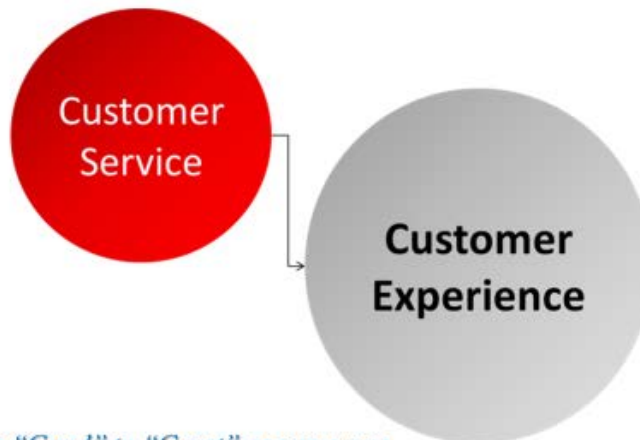 Customer
Service
Customer
Experience
"Good" to "Great"